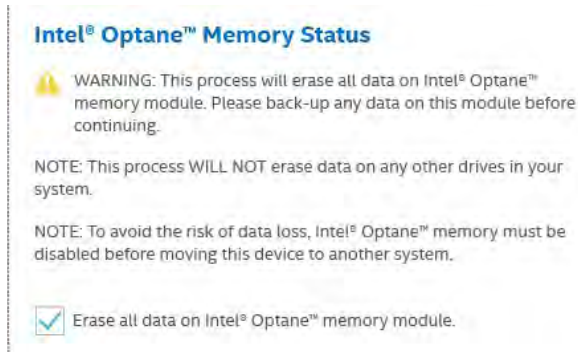 Intel® Optane™ Memory Status
WARNING: This process will erase all data on Intel® Optane™
memory module. Please back-up any data on this module before
continuing.
NOTE: This process WILL NOT erase data on any other drives in your
system.
NOTE: To avoid the risk of data loss, Intel® Optane™ memory must be
disabled before moving this device to another system.
Erase all data on Intel® Optane™ memory module.